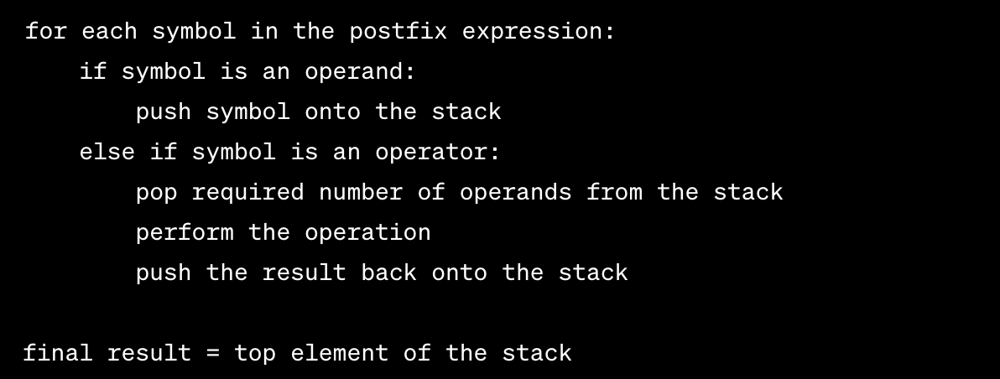 for each symbol in the postfix expression:
    if symbol is an operand:
        push symbol onto the stack
    else if symbol is an operator:
        pop required number of operands from the stack
        perform the operation
        push the result back onto the stack

final result = top element of the stack